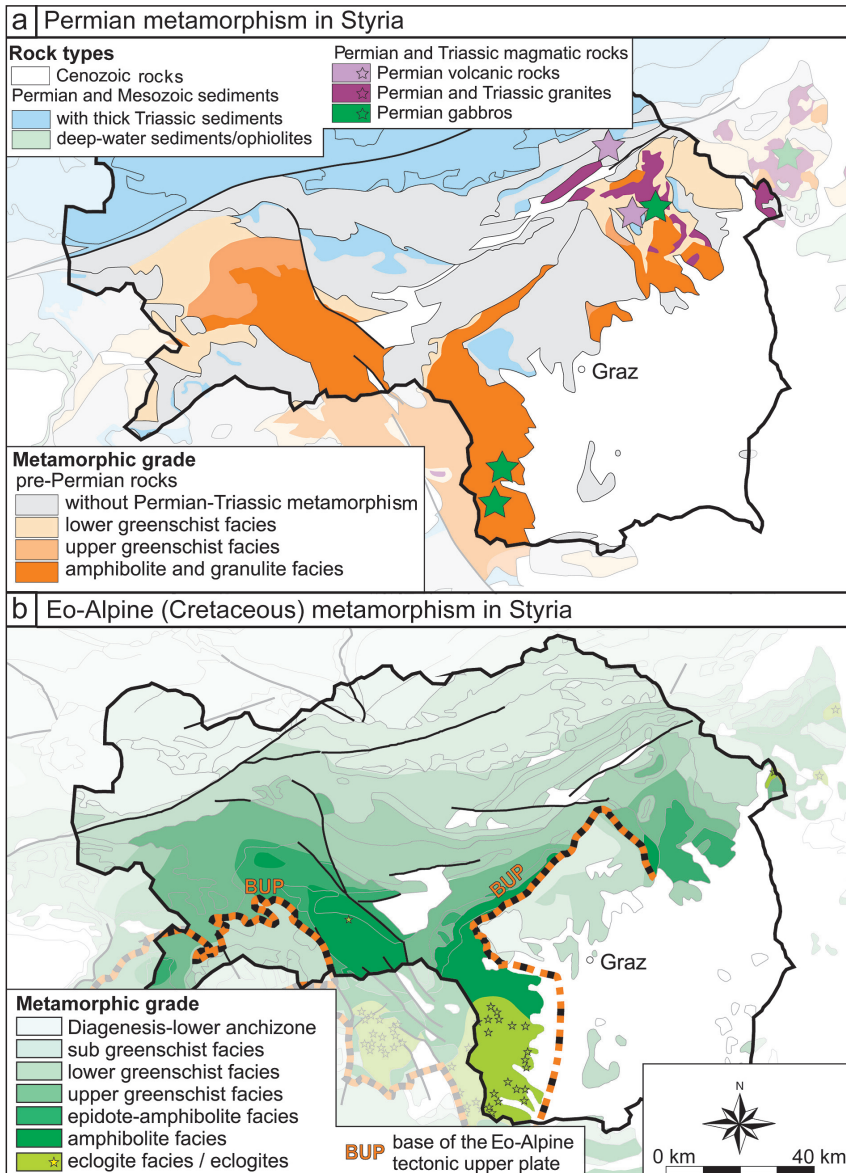 a Permian metamorphism in Styria
Rock types
Cenozoic rocks
Permian and Mesozoic sediments
with thick Triassic sediments
deep-water sediments/ophiolites
Permian and Triassic magmatic rocks
Permian volcanic rocks
Permian and Triassic granites
Permian gabbros
Graz
Metamorphic grade
pre-Permian rocks
without Permian-Triassic metamorphism
lower greenschist facies
upper greenschist facies
amphibolite and granulite facies
b Eo-Alpine (Cretaceous) metamorphism in Styria
BUP
BUP
Graz
Metamorphic grade
Diagenesis-lower anchizone
sub greenschist facies
lower greenschist facies
upper greenschist facies
epidote-amphibolite facies
amphibolite facies
eclogite facies / eclogites
BUP base of the Eo-Alpine
tectonic upper plate
N
0 km 40 km